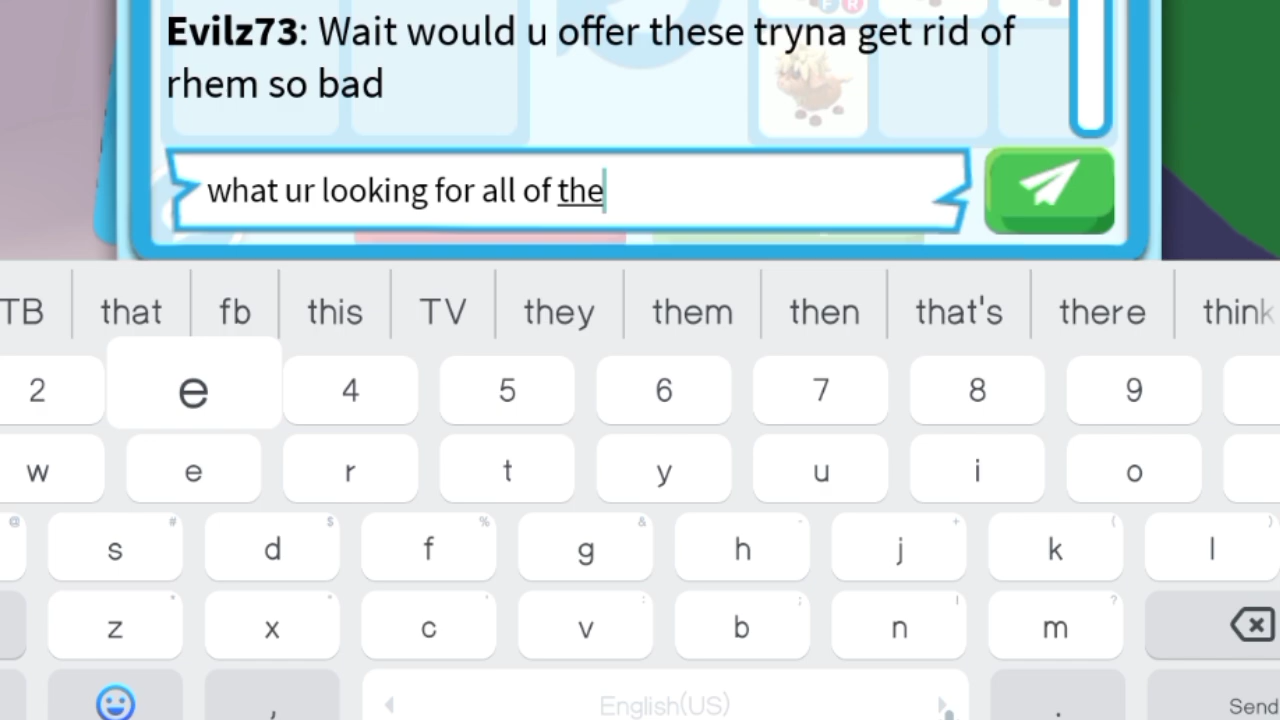 F R
Evilz73: Wait would u offer these tryna get rid of
rhem so bad
what ur looking for all of the
TB that fb this TV they them then that's there think
2 e 4 5 6 7 8 9
w e r t y u i o
@ # $ % & - + ( )
s d f g h j k l
* " ' : ; ! ?
z x c v b n m
, English(US) . Send